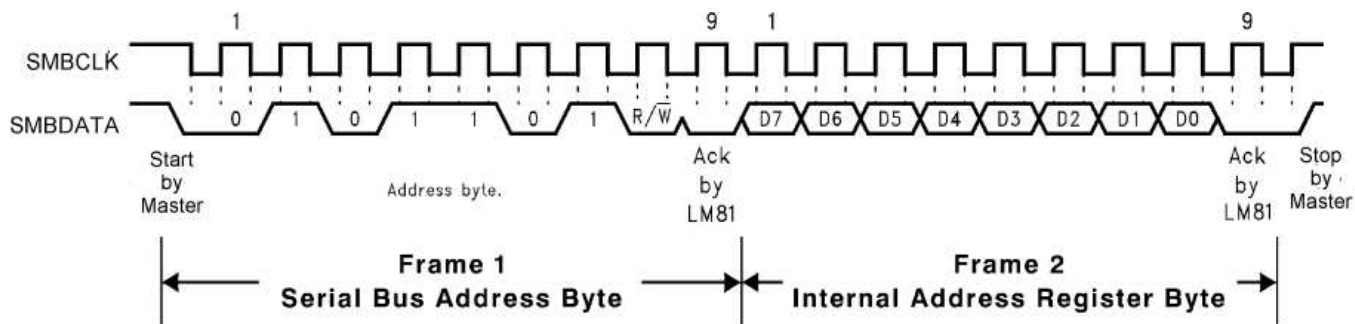 1 9 1 9
SMBCLK
SMBDATA 0 1 0 1 1 0 1 R/W̅ D7 D6 D5 D4 D3 D2 D1 D0
Start by Master
Address byte.
Ack by LM81
Ack by LM81
Stop by Master
Frame 1
Serial Bus Address Byte
Frame 2
Internal Address Register Byte